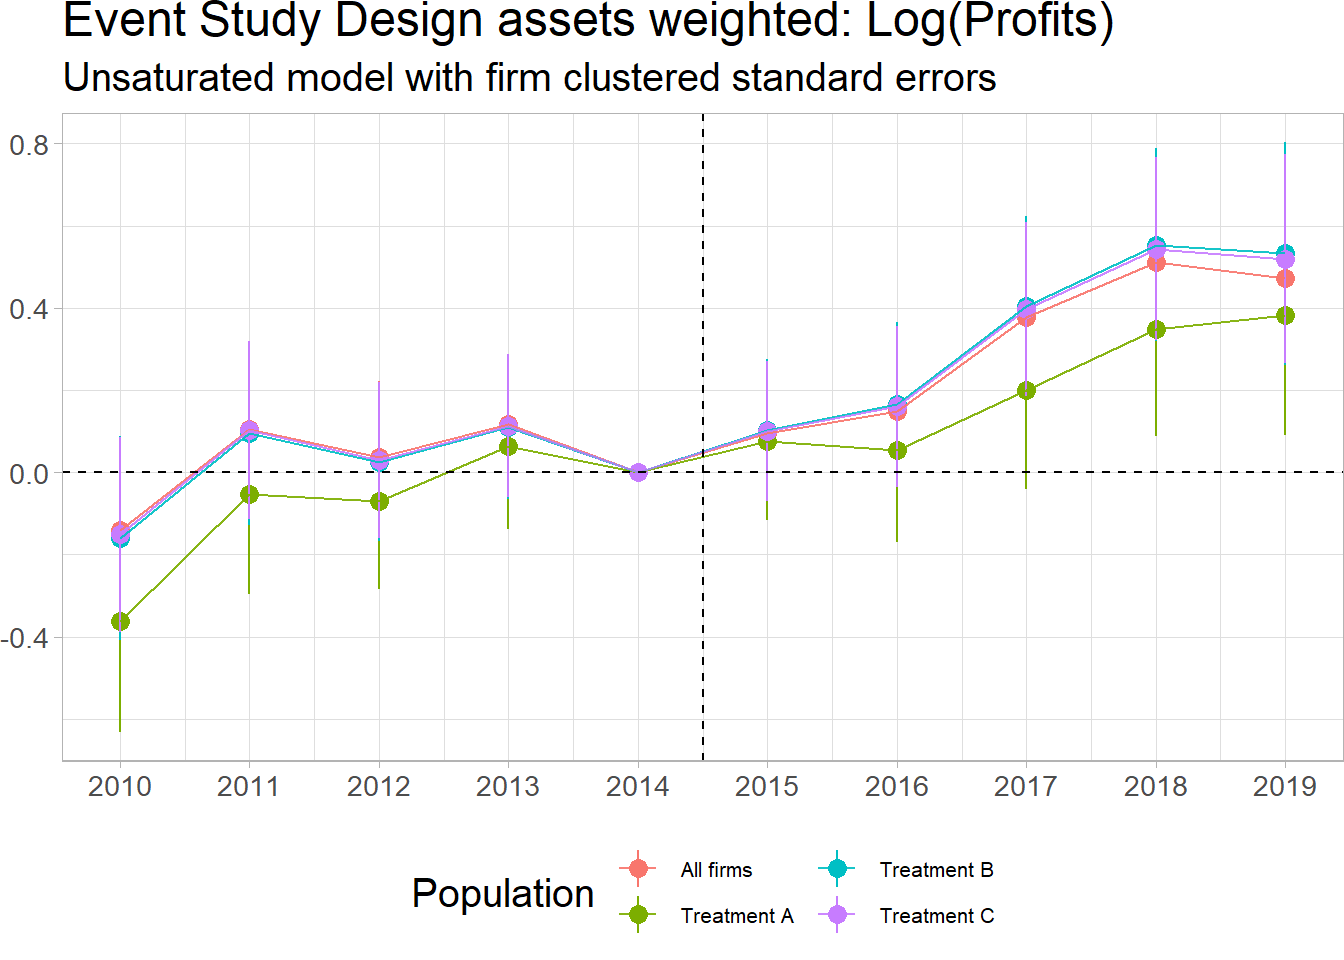 Event Study Design assets weighted: Log(Profits)
Unsaturated model with firm clustered standard errors
0.8
0.4
0.0
-0.4
2010 2011 2012 2013 2014 2015 2016 2017 2018 2019
Population
All firms
Treatment B
Treatment A
Treatment C